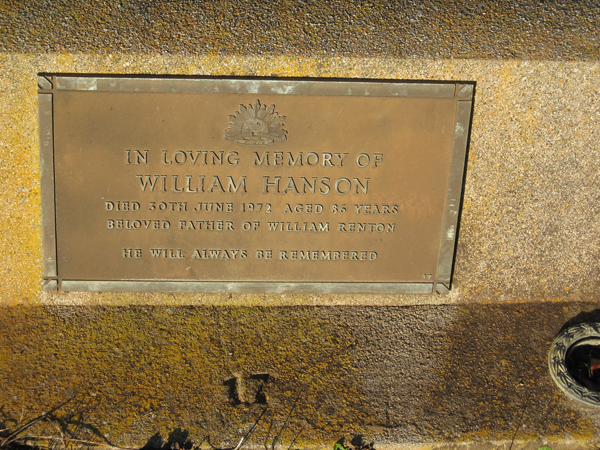 IN LOVING MEMORY OF
WILLIAM HANSON
DIED 30TH JUNE 1972 AGED 86 YEARS
BELOVED FATHER OF WILLIAM RENTON
HE WILL ALWAYS BE REMEMBERED